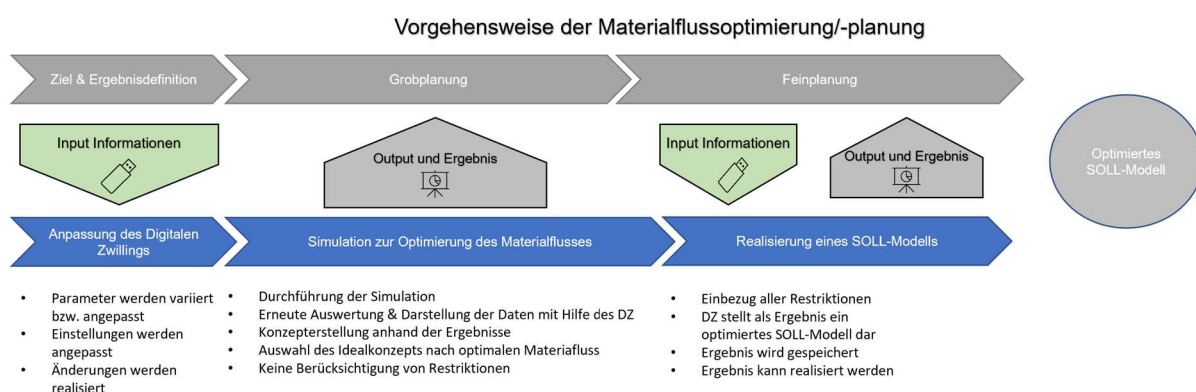 Vorgehensweise der Materialflussoptimierung/-planung
Ziel & Ergebnisdefinition
Grobplanung
Feinplanung
Input Informationen
Output und Ergebnis
Input Informationen
Output und Ergebnis
Optimiertes
SOLL-Modell
Anpassung des Digitalen
Zwillings
Simulation zur Optimierung des Materialflusses
Realisierung eines SOLL-Modells
• Parameter werden variiert
bzw. angepasst
• Einstellungen werden
angepasst
• Änderungen werden
realisiert
• Durchführung der Simulation
• Erneute Auswertung & Darstellung der Daten mit Hilfe des DZ
• Konzepterstellung anhand der Ergebnisse
• Auswahl des Idealkonzepts nach optimalen Materiafluss
• Keine Berücksichtigung von Restriktionen
• Einbezug aller Restriktionen
• DZ stellt als Ergebnis ein
optimiertes SOLL-Modell dar
• Ergebnis wird gespeichert
• Ergebnis kann realisiert werden